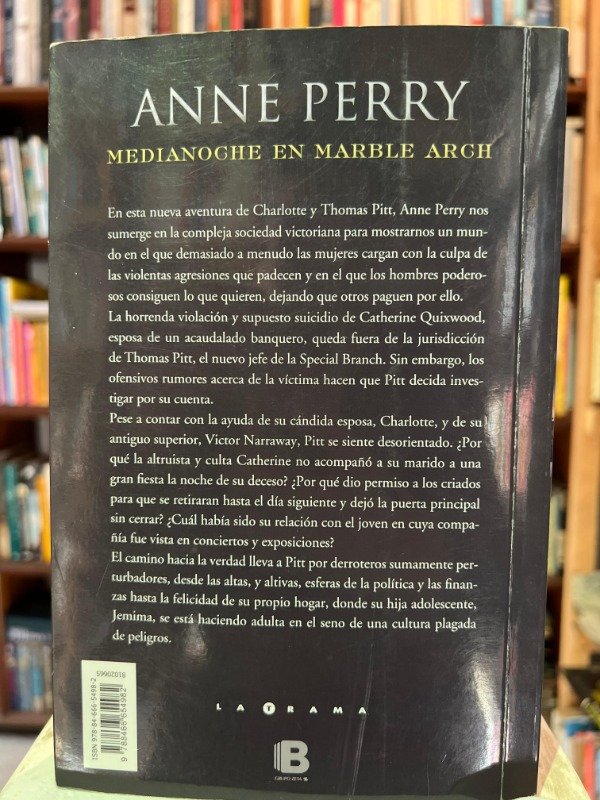 ANNE PERRY
MEDIANOCHE EN MARBLE ARCH
En esta nueva aventura de Charlotte y Thomas Pitt, Anne Perry nos
sumerge en la compleja sociedad victoriana para mostrarnos un mun-
do en el que demasiado a menudo las mujeres cargan con la culpa de
las violentas agresiones que padecen y en el que los hombres podero-
sos consiguen lo que quieren, dejando que otros paguen por ello.
La horrenda violación y supuesto suicidio de Catherine Quixwood,
esposa de un acaudalado banquero, queda fuera de la jurisdicción
de Thomas Pitt, el nuevo jefe de la Special Branch. Sin embargo, los
ofensivos rumores acerca de la víctima hacen que Pitt decida inves-
tigar por su cuenta.
Pese a contar con la ayuda de su cándida esposa, Charlotte, y de su
antiguo superior, Victor Narraway, Pitt se siente desorientado. ¿Por
qué la altruista y culta Catherine no acompañó a su marido a una
gran fiesta la noche de su deceso? ¿Por qué dio permiso a los criados
para que se retiraran hasta el día siguiente y dejó la puerta principal
sin cerrar? ¿Cuál había sido su relación con el joven en cuya compa-
ñía fue vista en conciertos y exposiciones?
El camino hacia la verdad lleva a Pitt por derroteros sumamente per-
turbadores, desde las altas, y altivas, esferas de la política y las finan-
zas hasta la felicidad de su propio hogar, donde su hija adolescente,
Jemima, se está haciendo adulta en el seno de una cultura plagada
de peligros.
ISBN 978-84-666-5498-2
9 788466 654982
81020665
LA TRAMA
B
GRUPO ZETA